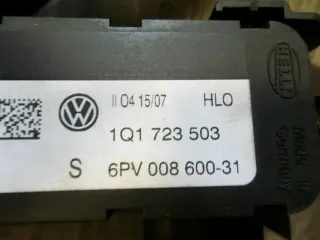 II 04 15/07 HLO
1Q1 723 503
S 6PV 008 600-31
HELLA
Made in
Germany